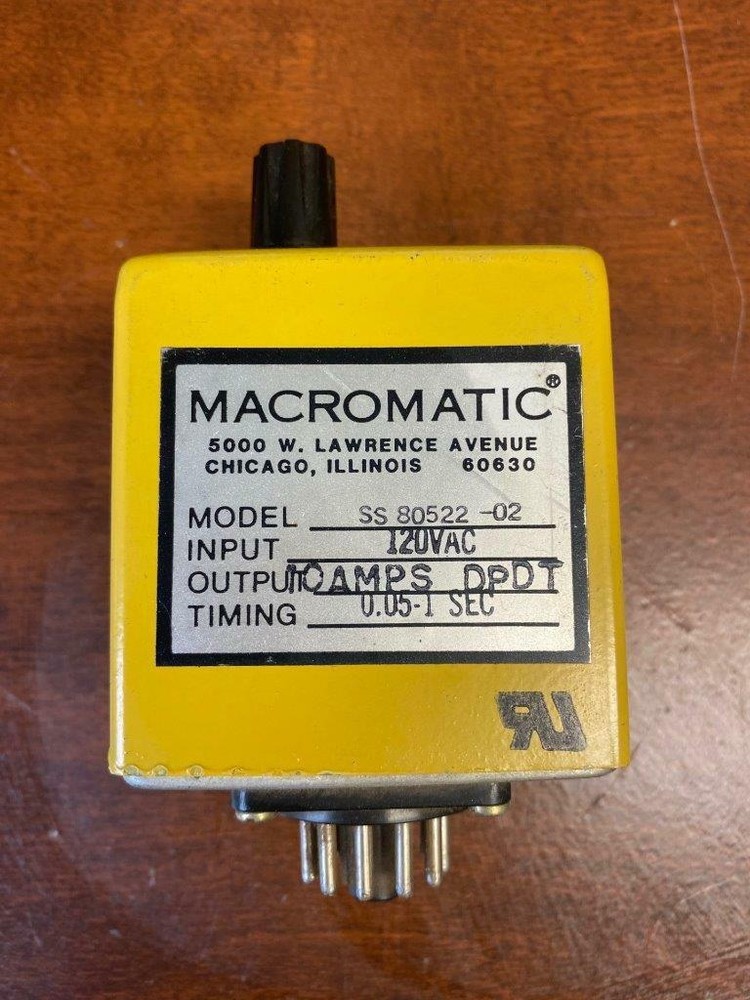 MACROMATIC®
5000 W. LAWRENCE AVENUE
CHICAGO, ILLINOIS 60630
MODEL SS 80522-02
INPUT 120VAC
OUTPUT 10AMPS DPDT
TIMING 0.05-1 SEC
RU